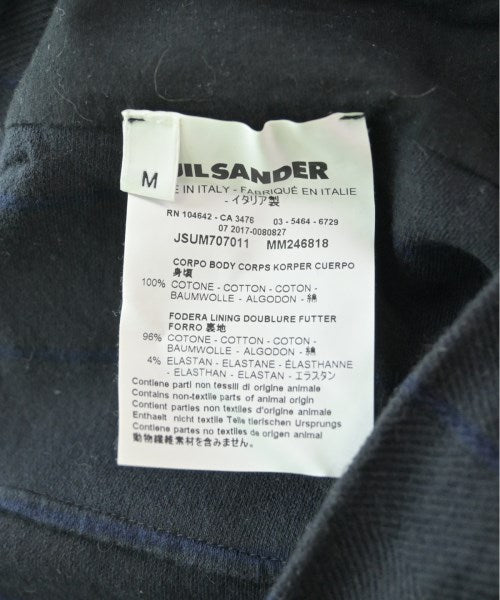 M
JIL SANDER
IN ITALY - FABRIQUÉ EN ITALIE
- イタリア製
RN 104642 - CA 3476 03 - 5464 - 6729
07 2017-0080827
JSUM707011 MM246818
CORPO BODY CORPS KORPER CUERPO
身頃
100% COTONE - COTTON - COTON -
BAUMWOLLE - ALGODON - 綿
FODERA LINING DOUBLURE FUTTER
FORRO 裏地
96% COTONE - COTTON - COTON -
BAUMWOLLE - ALGODON - 綿
4% ELASTAN - ELASTANE - ÉLASTHANNE
- ELASTHAN - ELASTAN - エラスタン
Contiene parti non tessili di origine animale
Contains non-textile parts of animal origin
Contient parties non textiles d'origine animale
Enthaelt nicht textile Teile tierischen Ursprungs
Contiene partes no textiles de origen animal
動物繊維素材を含みません。